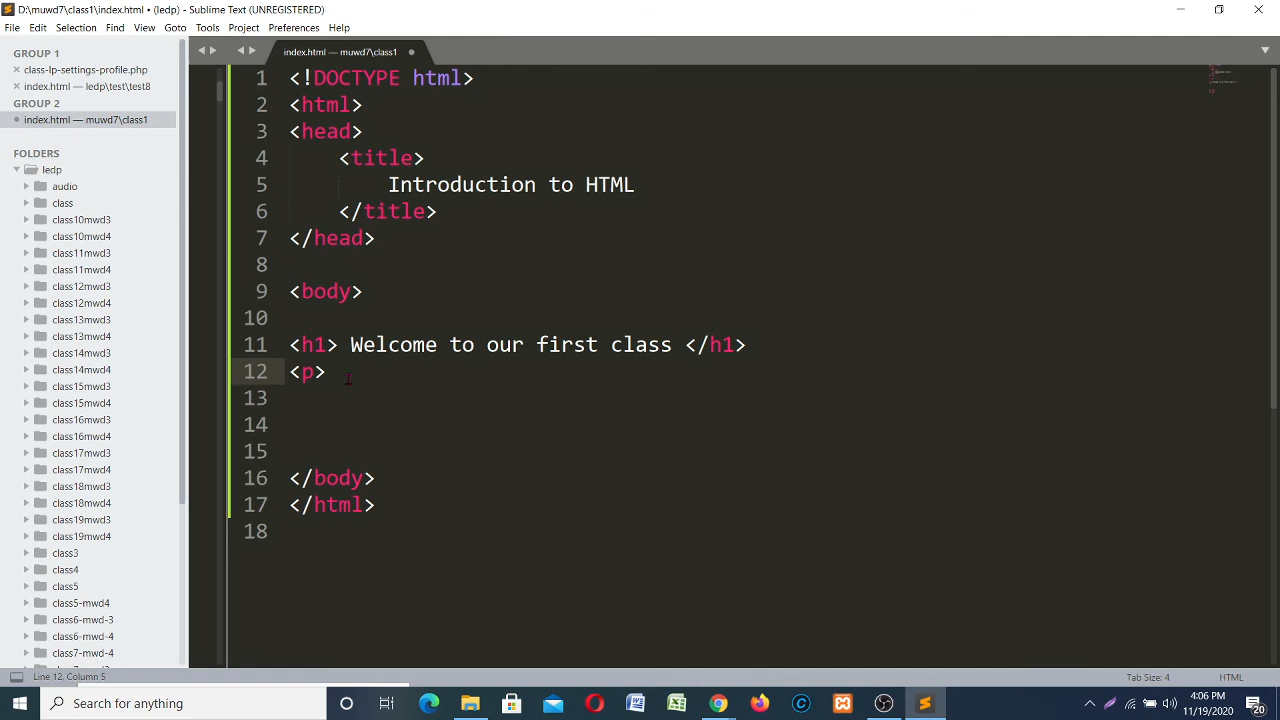 D:\muwd7\class1\index.html • (ledp) - Sublime Text (UNREGISTERED)
File Edit Selection Find View Goto Tools Project Preferences Help
GROUP 1
class-lp-settings-profile.php
index.html — ledp\test\test8
GROUP 2
index.html — muwd7\class1
FOLDERS
ledp
audio
class
class10mwd3
class10mwd4
class11mwd3
class11mwd4
class12mwd3
class12mwd4
class13mwd3
class13mwd4
class14mwd3
class14mwd4
class15mwd3
class15mwd4
class16mwd3
class16mwd4
class17mwd3
class17mwd4
class18mwd3
class18mwd4
class19mwd3
class19mwd4
class3
class4
class5
class5-mwd4
class6-mwd-3
class6-mwd-4
class7-mwd-4
index.html — muwd7\class1
1 <!DOCTYPE html>
2 <html>
3 <head>
4 <title>
5 Introduction to HTML
6 </title>
7 </head>
8
9 <body>
10
11 <h1> Welcome to our first class </h1>
12 <p>
13
14
15
16 </body>
17 </html>
18
Line 12, Column 5
Tab Size: 4
HTML
Type here to search
4:06 PM
11/19/2020
20